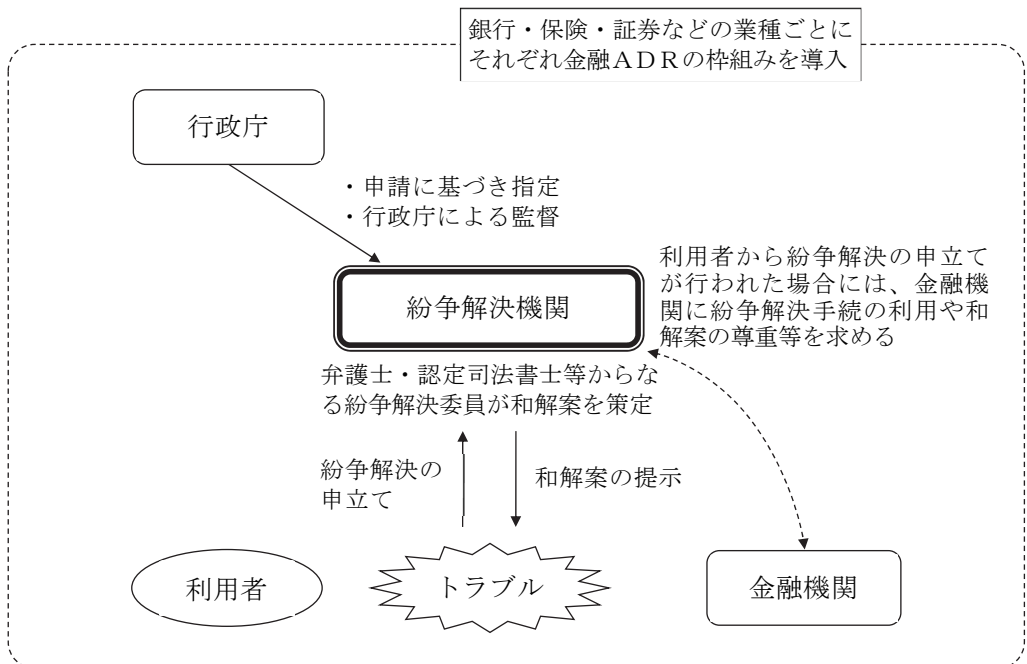 銀行・保険・証券などの業種ごとに
それぞれ金融ADRの枠組みを導入
行政庁
・申請に基づき指定
・行政庁による監督
紛争解決機関
利用者から紛争解決の申立て
が行われた場合には、金融機
関に紛争解決手続の利用や和
解案の尊重等を求める
弁護士・認定司法書士等からな
る紛争解決委員が和解案を策定
紛争解決の
申立て
和解案の提示
利用者
トラブル
金融機関